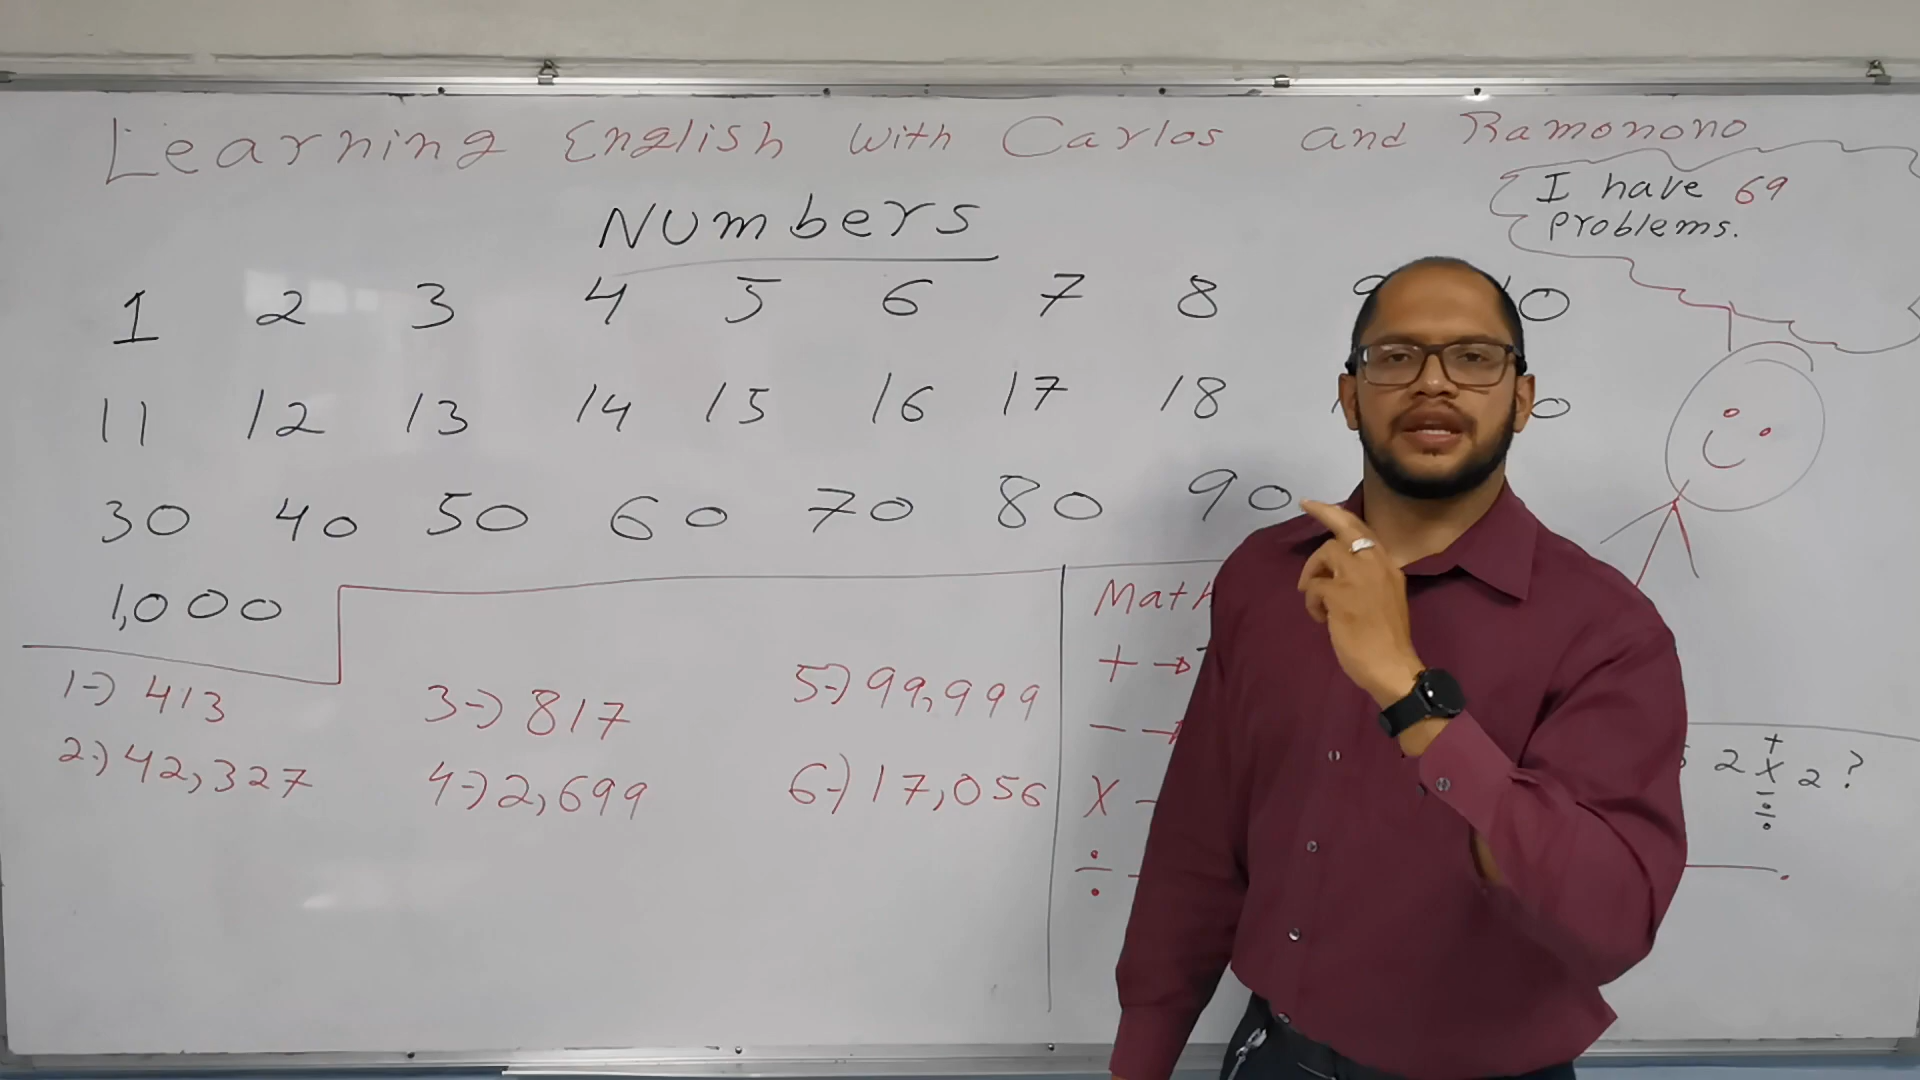 Learning English with Carlos and Ramonono
I have 69
problems.
Numbers
1 2 3 4 5 6 7 8
11 12 13 14 15 16 17 18
30 40 50 60 70 80 90
1,000
Math
+ →
- →
X
÷
1-) 413
2-) 42,327
3-) 817
4-) 2,699
5-) 99,999
6-) 17,056
2 + X - ÷ 2 ?